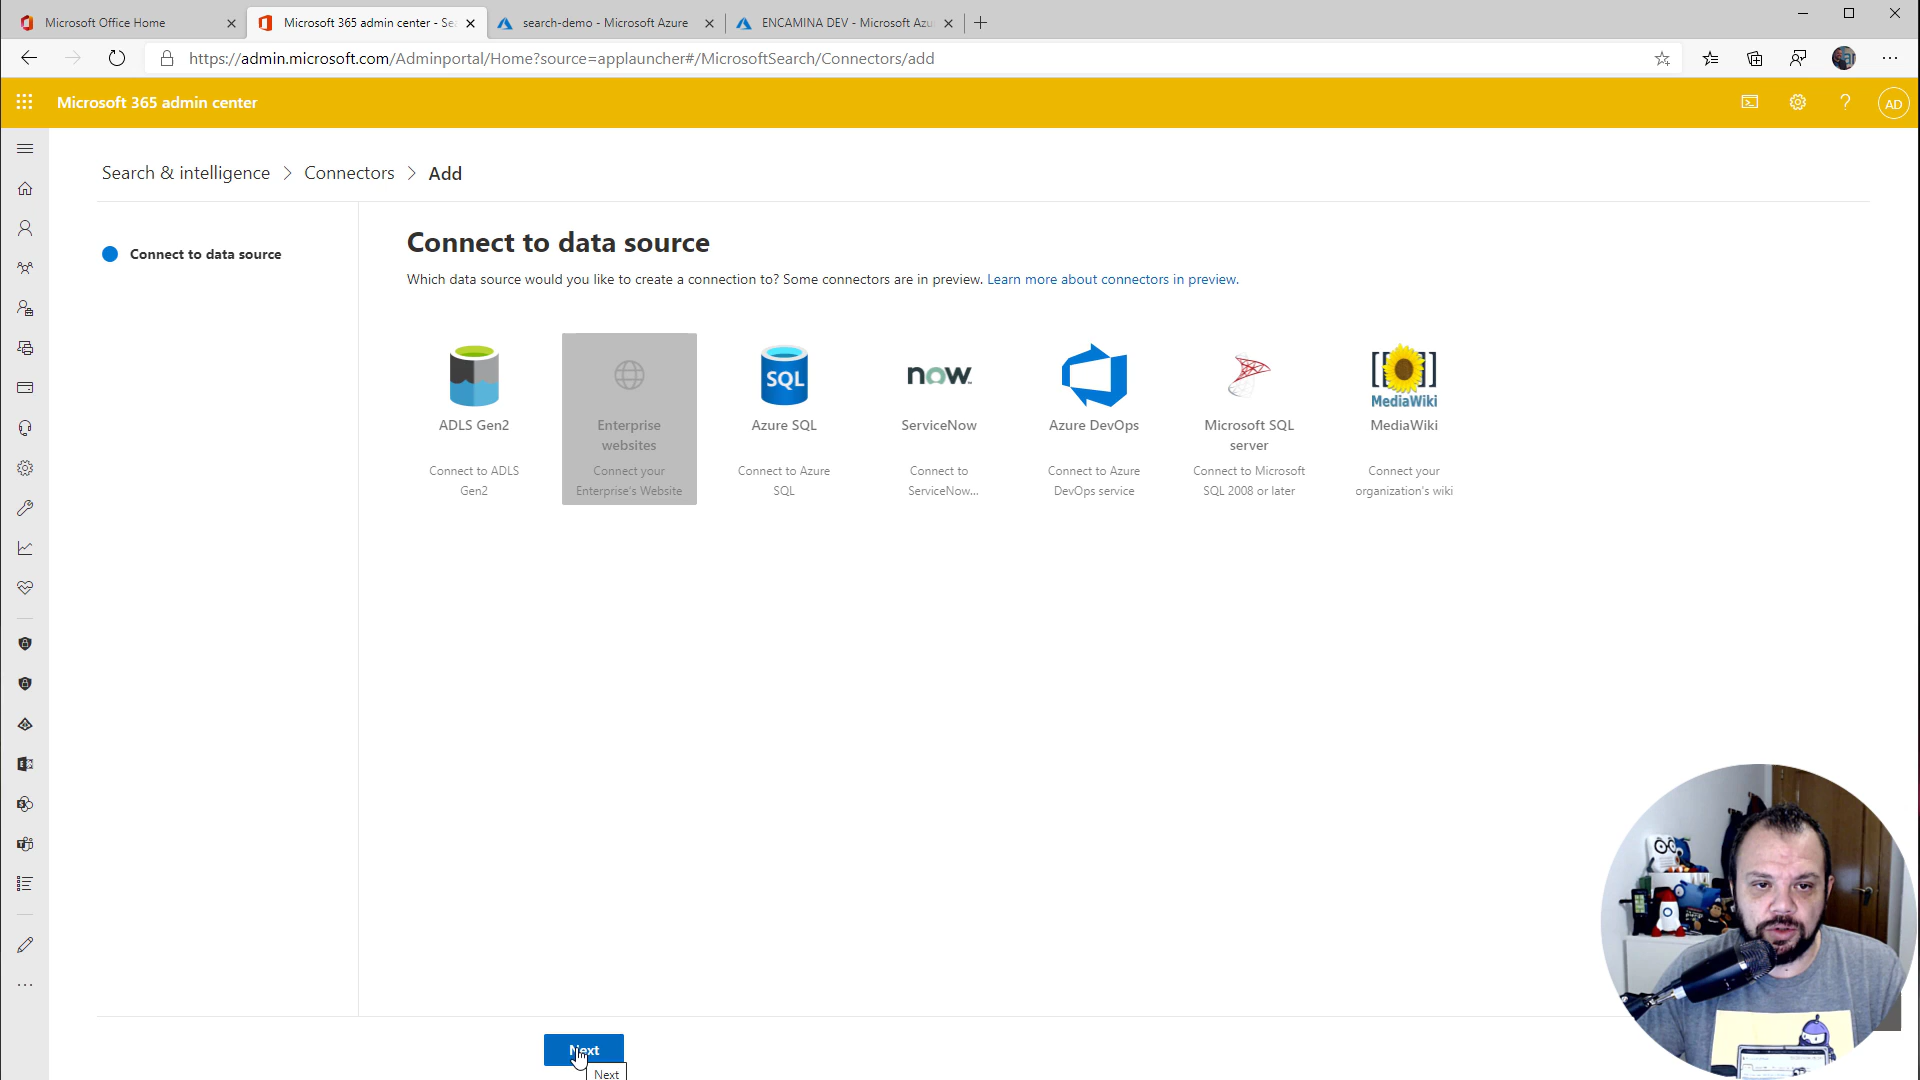 Microsoft Office Home
Microsoft 365 admin center - Sea
search-demo - Microsoft Azure
ENCAMINA DEV - Microsoft Azu
https://admin.microsoft.com/Adminportal/Home?source=applauncher#/MicrosoftSearch/Connectors/add
Microsoft 365 admin center
AD
Search & intelligence > Connectors > Add
Connect to data source
Connect to data source
Which data source would you like to create a connection to? Some connectors are in preview. Learn more about connectors in preview.
ADLS Gen2
Connect to ADLS
Gen2
Enterprise
websites
Connect your
Enterprise's Website
SQL
Azure SQL
Connect to Azure
SQL
now.
ServiceNow
Connect to
ServiceNow...
Azure DevOps
Connect to Azure
DevOps service
Microsoft SQL
server
Connect to Microsoft
SQL 2008 or later
[[ ]]
MediaWiki
MediaWiki
Connect your
organization's wiki
Next
Next